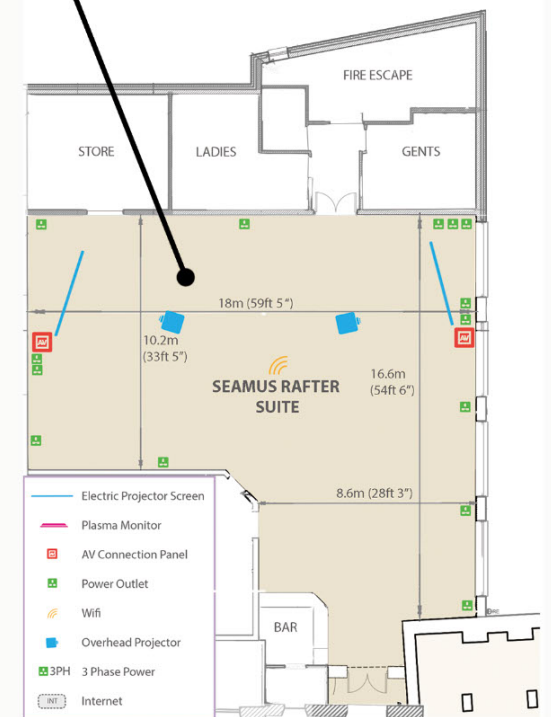 FIRE ESCAPE
STORE
LADIES
GENTS
18m (59ft 5")
10.2m
(33ft 5")
16.6m
(54ft 6")
SEAMUS RAFTER
SUITE
8.6m (28ft 3")
BAR
Electric Projector Screen
Plasma Monitor
AV Connection Panel
Power Outlet
Wifi
Overhead Projector
3PH 3 Phase Power
INT Internet
AV
AV